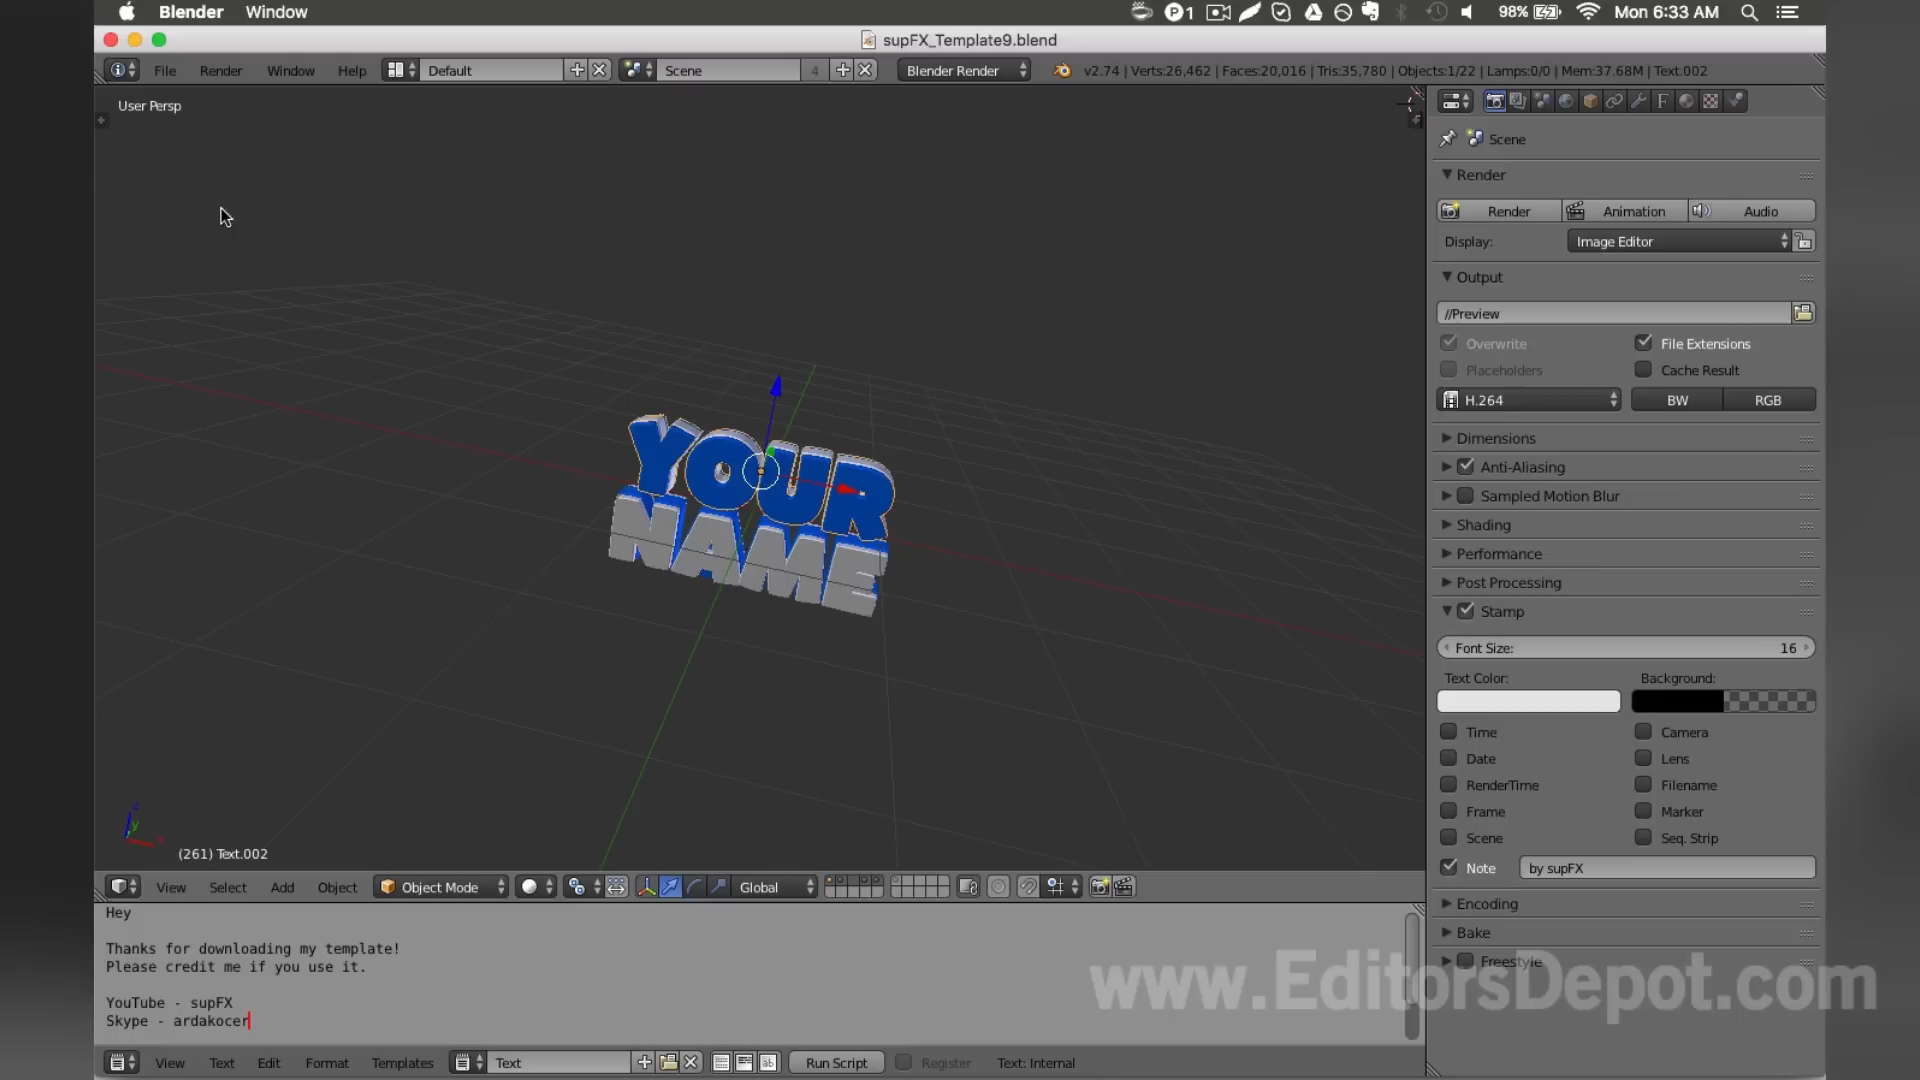 Blender Window
1 98% Mon 6:33 AM
supFX_Template9.blend
File Render Window Help Default Scene 4 Blender Render v2.74 | Verts:26,462 | Faces:20,016 | Tris:35,780 | Objects:1/22 | Lamps:0/0 | Mem:37.68M | Text.002
User Persp
YOUR
NAME
(261) Text.002
View Select Add Object Object Mode Global
Scene
Render
Render Animation Audio
Display: Image Editor
Output
//Preview
Overwrite File Extensions
Placeholders Cache Result
H.264 BW RGB
Dimensions
Anti-Aliasing
Sampled Motion Blur
Shading
Performance
Post Processing
Stamp
Font Size: 16
Text Color: Background:
Time Camera
Date Lens
RenderTime Filename
Frame Marker
Scene Seq. Strip
Note by supFX
Encoding
Bake
Freestyle
Hey
Thanks for downloading my template!
Please credit me if you use it.
YouTube - supFX
Skype - ardakocer
www.EditorsDepot.com
View Text Edit Format Templates Text Run Script Register Text: Internal